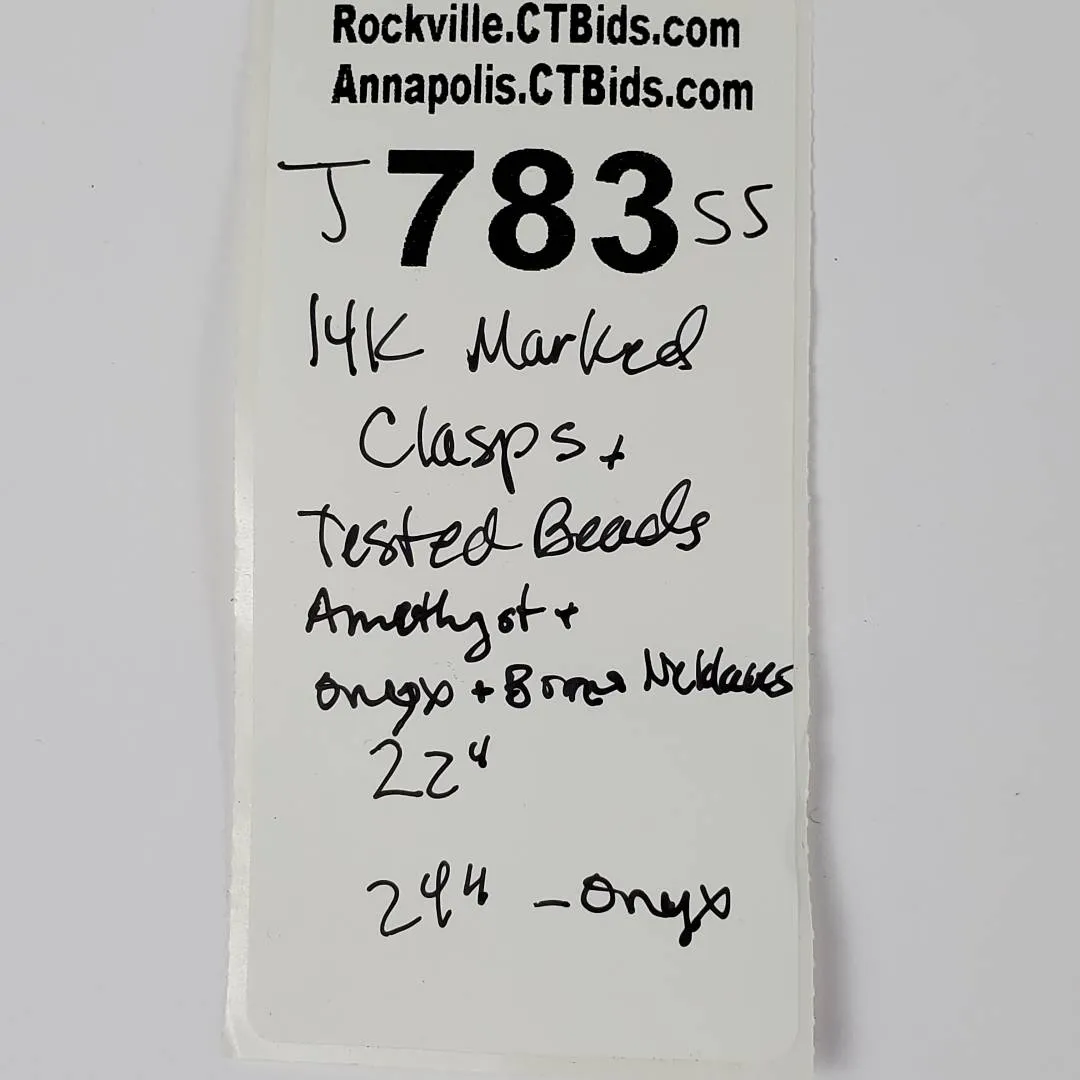 Rockville.CTBids.com
Annapolis.CTBids.com
J 783 SS
14K Marked
Clasps +
Tested Beads
Amethyst +
Onyx + Necklaces
22"
24" - Onyx